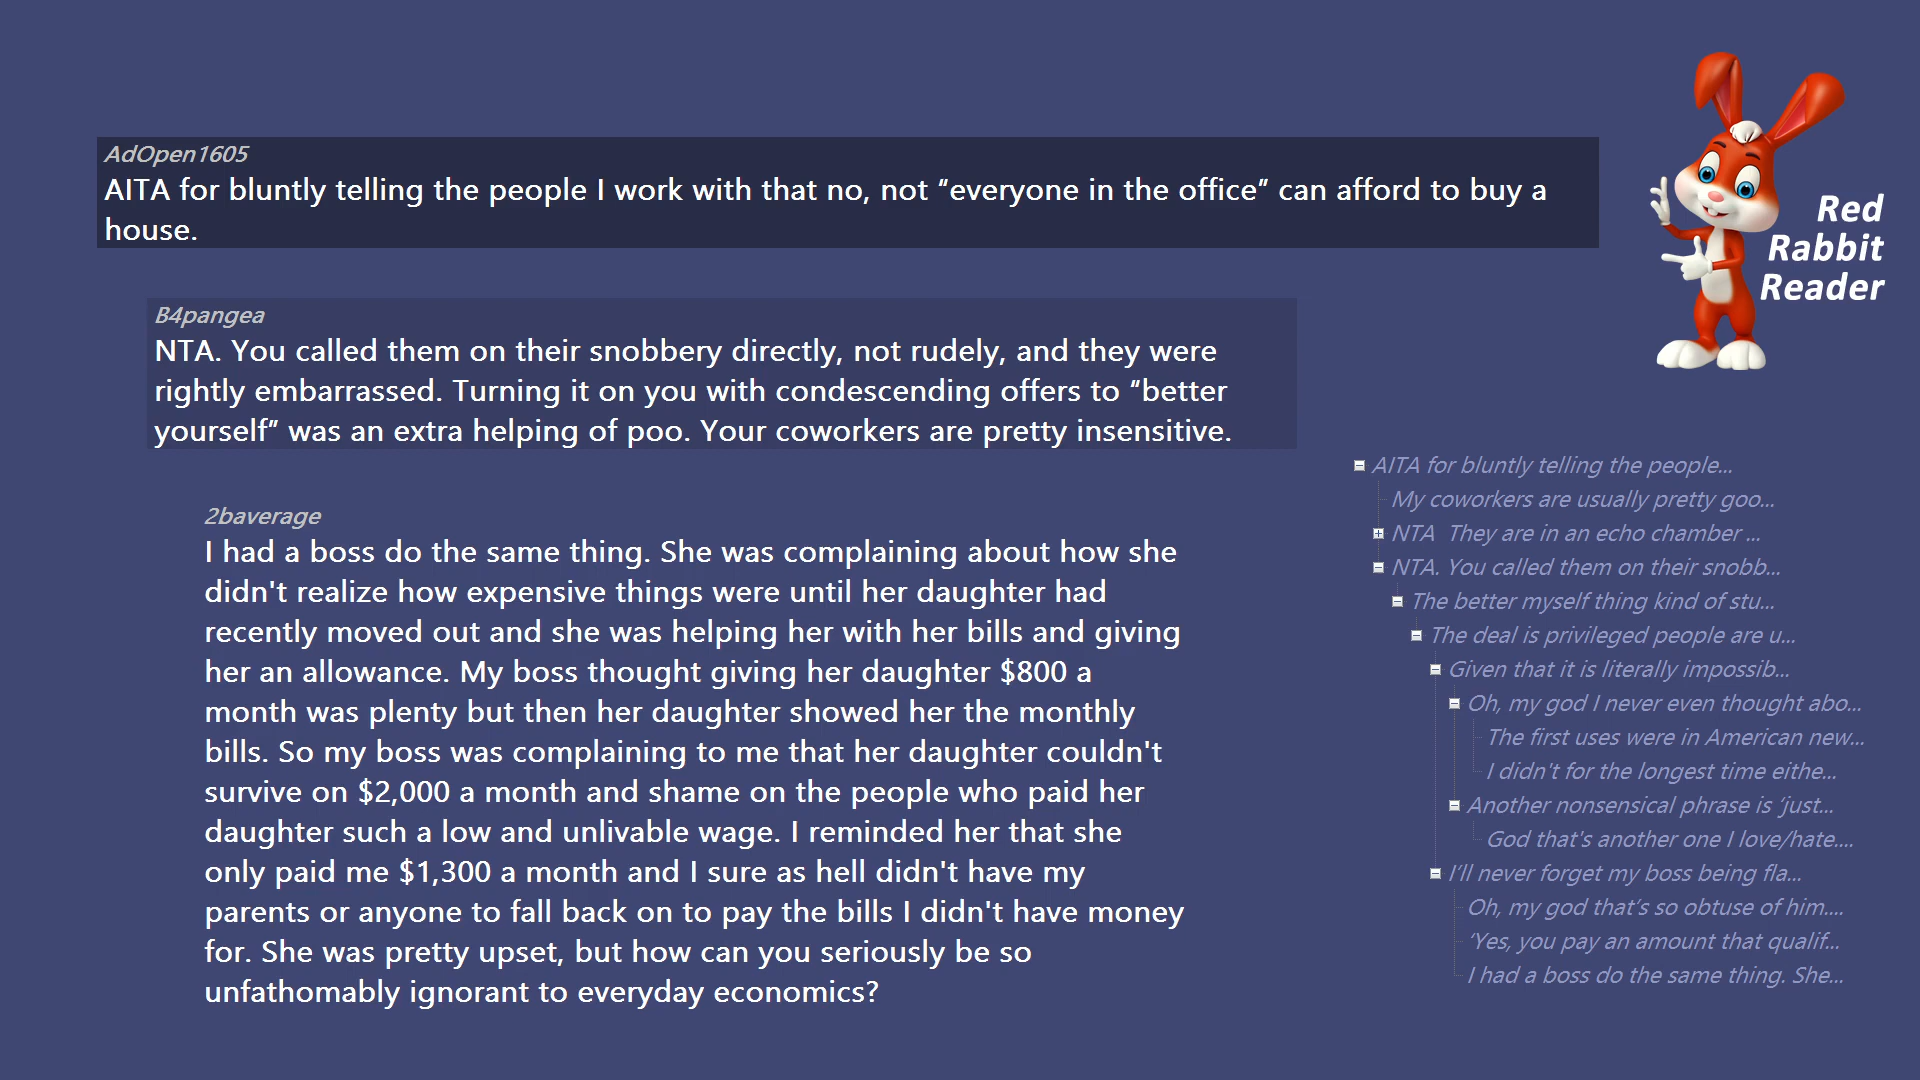 AdOpen1605
AITA for bluntly telling the people I work with that no, not “everyone in the office” can afford to buy a
house.
B4pangea
NTA. You called them on their snobbery directly, not rudely, and they were
rightly embarrassed. Turning it on you with condescending offers to “better
yourself” was an extra helping of poo. Your coworkers are pretty insensitive.
2baverage
I had a boss do the same thing. She was complaining about how she
didn't realize how expensive things were until her daughter had
recently moved out and she was helping her with her bills and giving
her an allowance. My boss thought giving her daughter $800 a
month was plenty but then her daughter showed her the monthly
bills. So my boss was complaining to me that her daughter couldn't
survive on $2,000 a month and shame on the people who paid her
daughter such a low and unlivable wage. I reminded her that she
only paid me $1,300 a month and I sure as hell didn't have my
parents or anyone to fall back on to pay the bills I didn't have money
for. She was pretty upset, but how can you seriously be so
unfathomably ignorant to everyday economics?
Red
Rabbit
Reader
AITA for bluntly telling the people...
My coworkers are usually pretty goo...
NTA  They are in an echo chamber ...
NTA. You called them on their snobb...
The better myself thing kind of stu...
The deal is privileged people are u...
Given that it is literally impossib...
Oh, my god I never even thought abo...
The first uses were in American new...
I didn't for the longest time eithe...
Another nonsensical phrase is ‘just...
God that's another one I love/hate....
I’ll never forget my boss being fla...
Oh, my god that’s so obtuse of him....
‘Yes, you pay an amount that qualif...
I had a boss do the same thing. She...